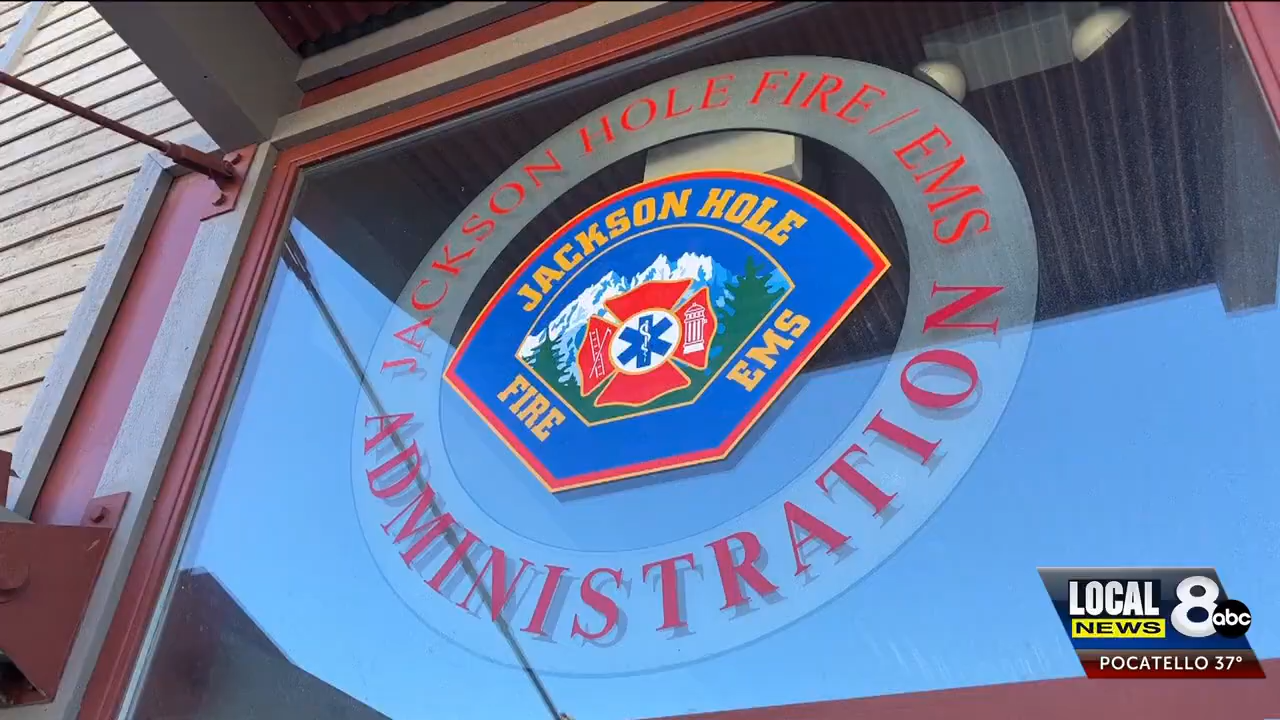 JACKSON HOLE FIRE / EMS
JACKSON HOLE
FIRE
EMS
ADMINISTRATION
LOCAL
NEWS
8
abc
POCATELLO 37°